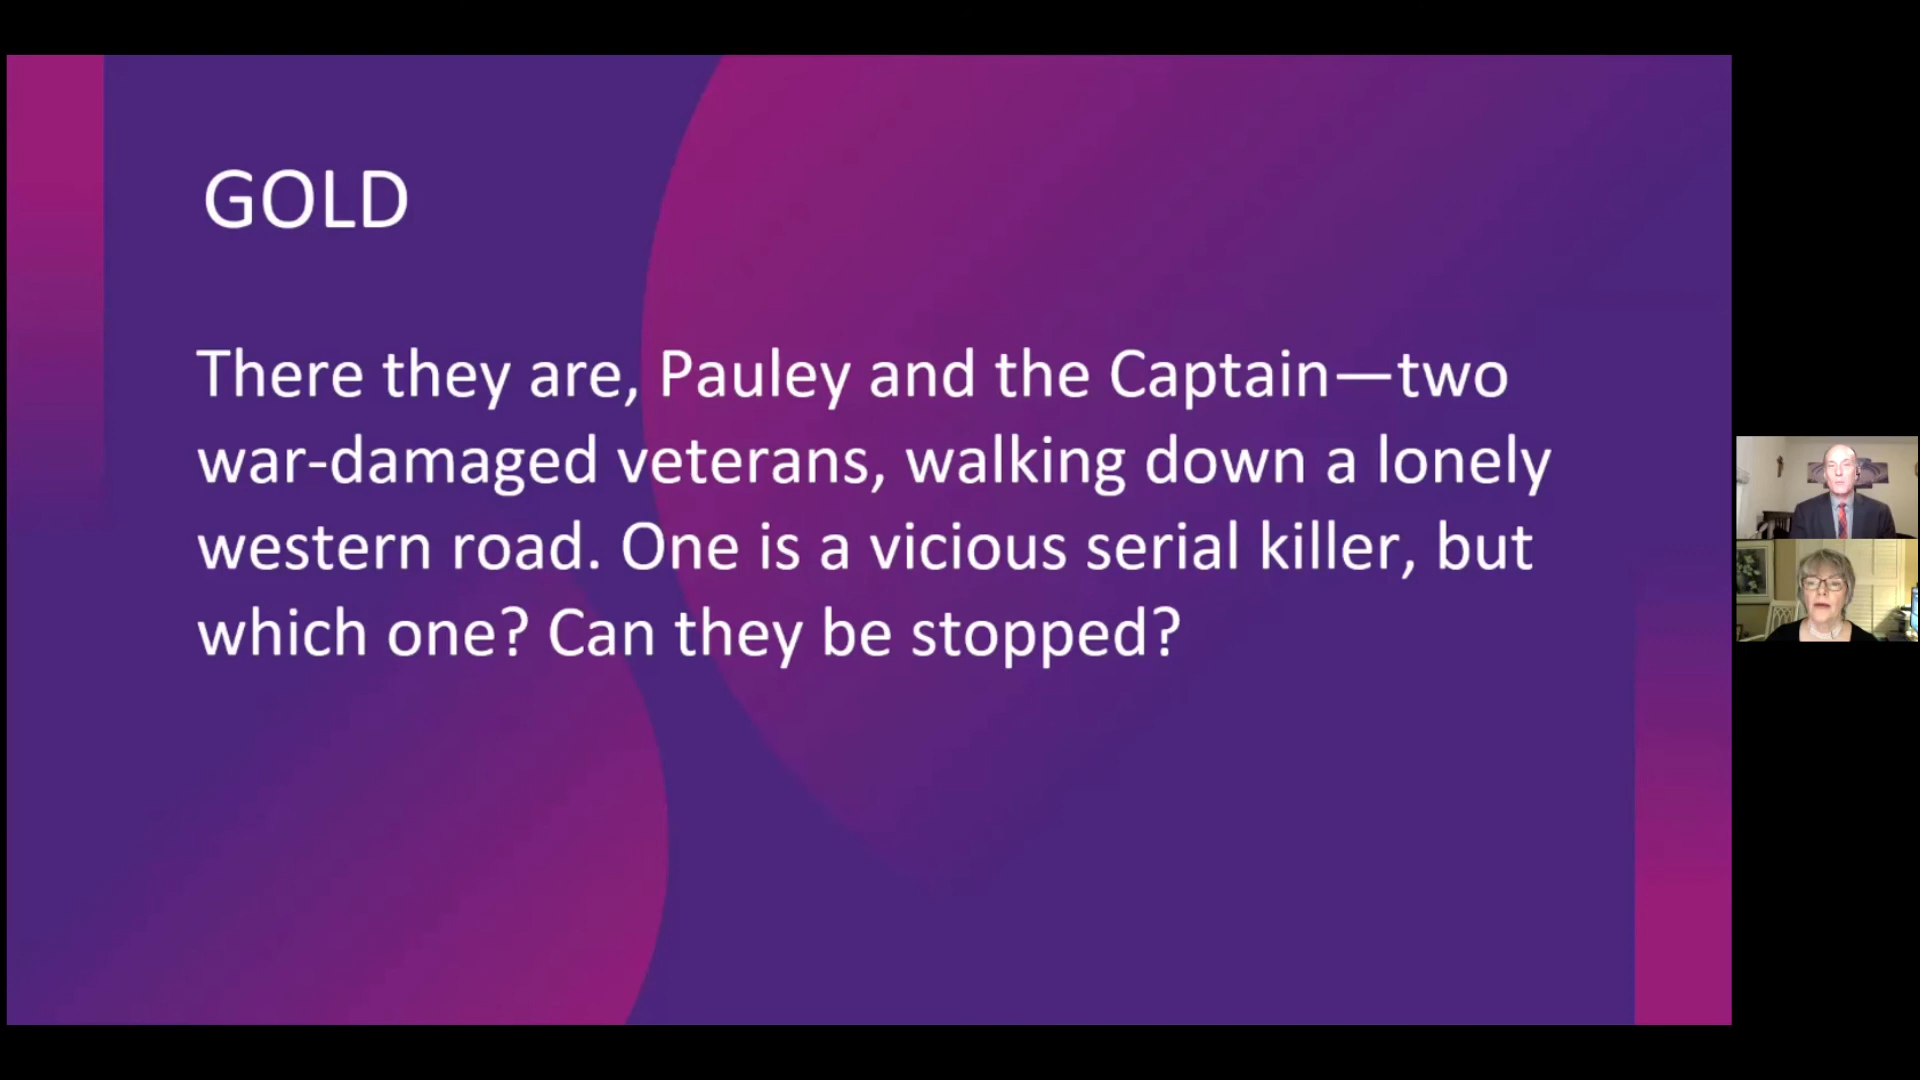 GOLD
There they are, Pauley and the Captain—two
war-damaged veterans, walking down a lonely
western road. One is a vicious serial killer, but
which one? Can they be stopped?